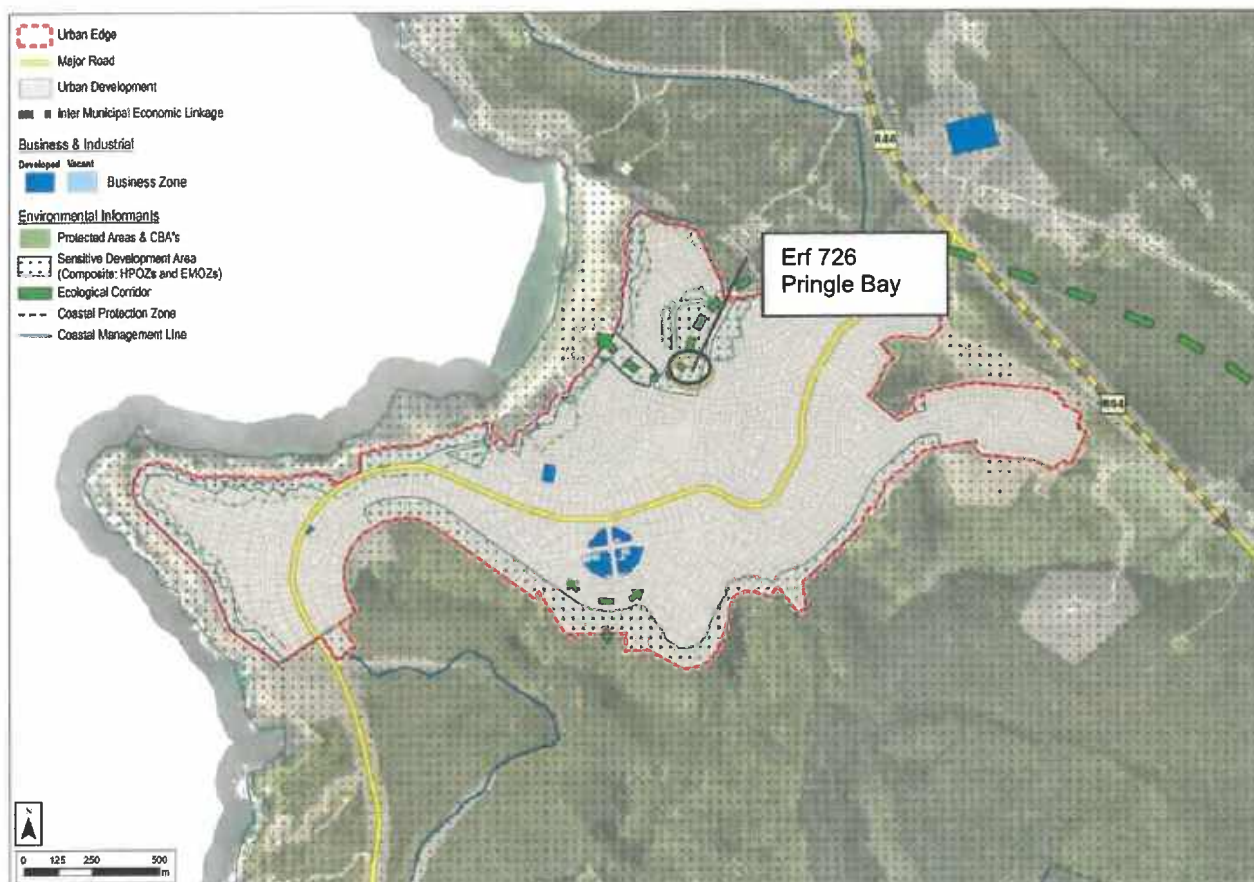 Urban Edge
Major Road
Urban Development
Inter Municipal Economic Linkage
Business & Industrial
Developed Vacant
Business Zone
Environmental Informants
Protected Areas & CBA's
Sensitive Development Area
(Composite: HPOZs and EMOZs)
Ecological Corridor
Coastal Protection Zone
Coastal Management Line
R44
Erf 726
Pringle Bay
R44
N
0 125 250 500
m